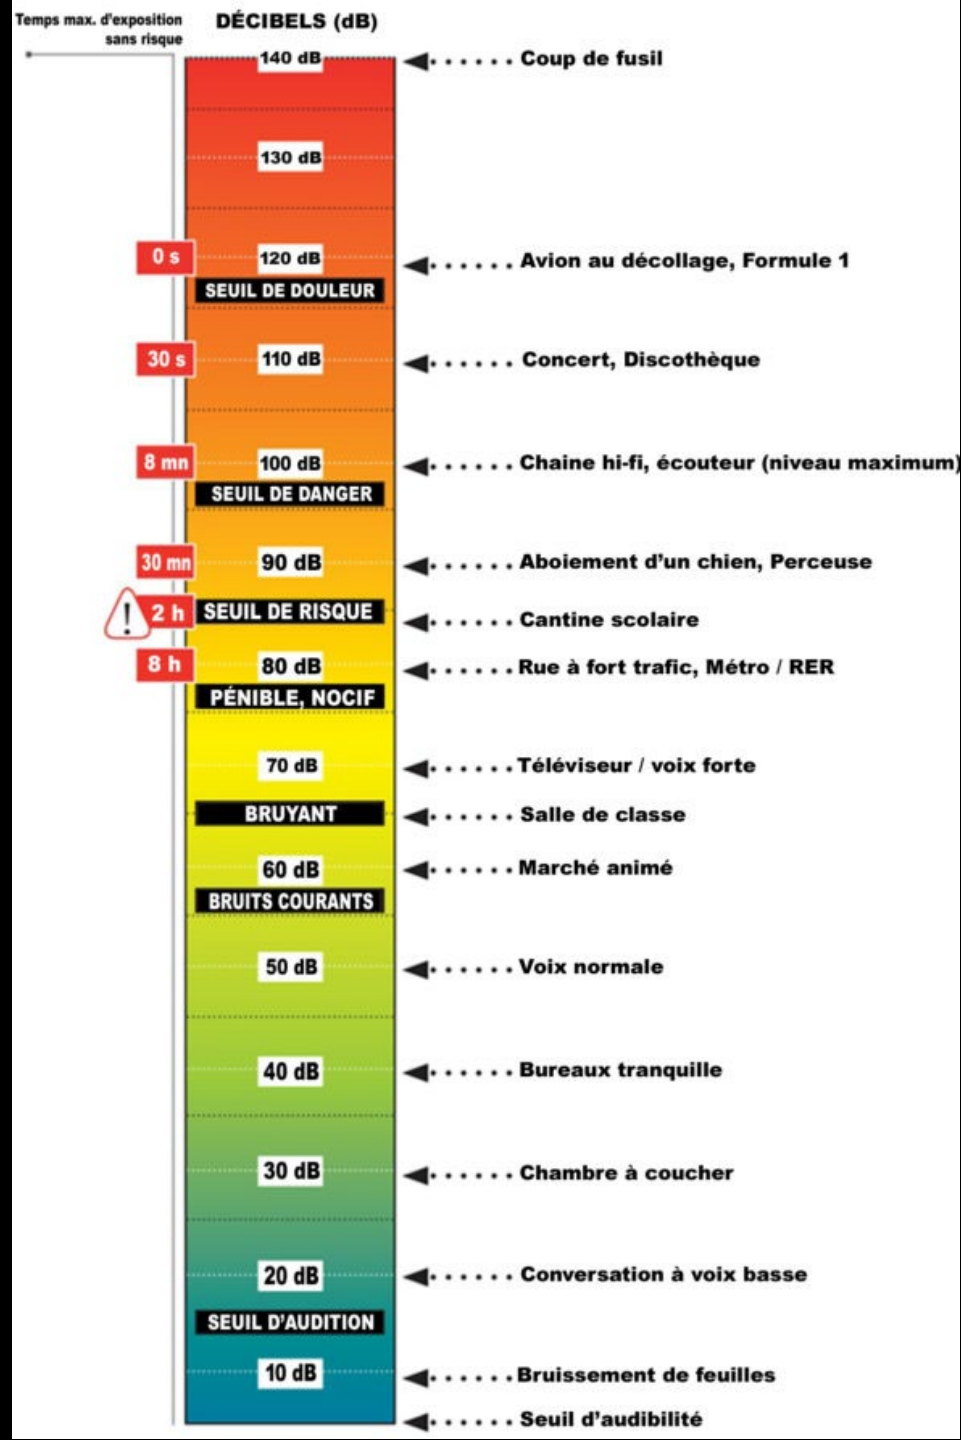 Temps max. d'exposition
sans risque
DÉCIBELS (dB)
140 dB
Coup de fusil
130 dB
0 s
120 dB
Avion au décollage, Formule 1
SEUIL DE DOULEUR
30 s
110 dB
Concert, Discothèque
8 mn
100 dB
Chaine hi-fi, écouteur (niveau maximum)
SEUIL DE DANGER
30 mn
90 dB
Aboiement d'un chien, Perceuse
! 2 h
SEUIL DE RISQUE
Cantine scolaire
8 h
80 dB
Rue à fort trafic, Métro / RER
PÉNIBLE, NOCIF
70 dB
Téléviseur / voix forte
BRUYANT
Salle de classe
60 dB
Marché animé
BRUITS COURANTS
50 dB
Voix normale
40 dB
Bureaux tranquille
30 dB
Chambre à coucher
20 dB
Conversation à voix basse
SEUIL D'AUDITION
10 dB
Bruissement de feuilles
Seuil d'audibilité